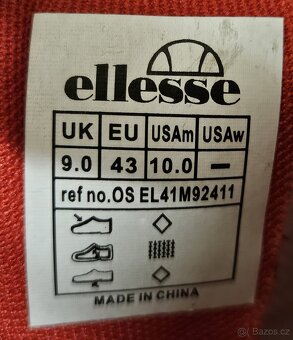 ellesse
UK EU USAm USAw
9.0 43 10.0 —
ref no.OS EL41M92411
MADE IN CHINA
Bazos.cz